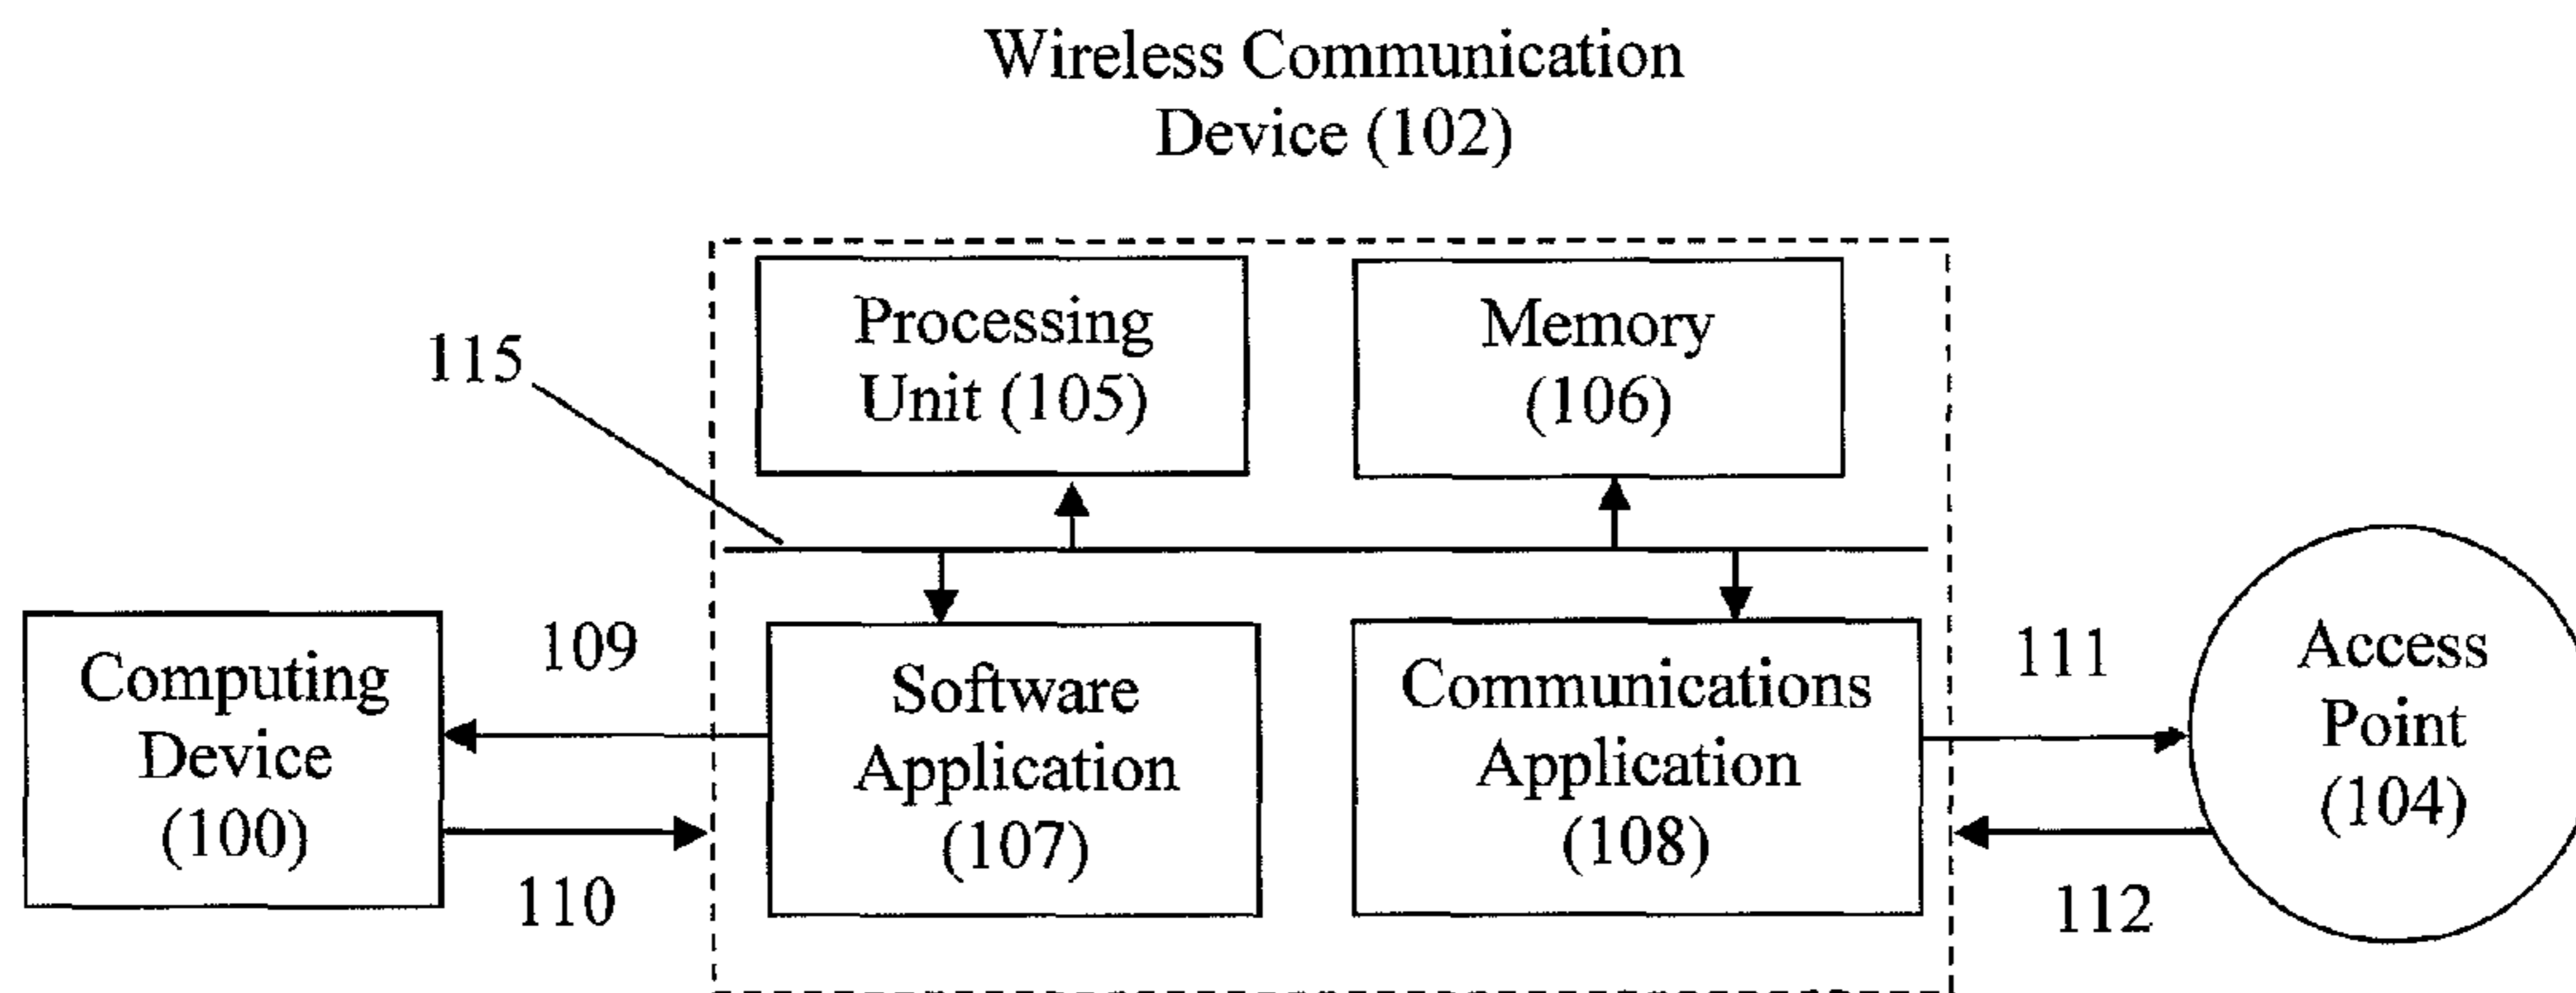 Wireless Communication
Device (102)
Processing
Unit (105)
Memory
(106)
115
Computing
Device
(100)
109
110
Software
Application
(107)
Communications
Application
(108)
111
112
Access
Point
(104)